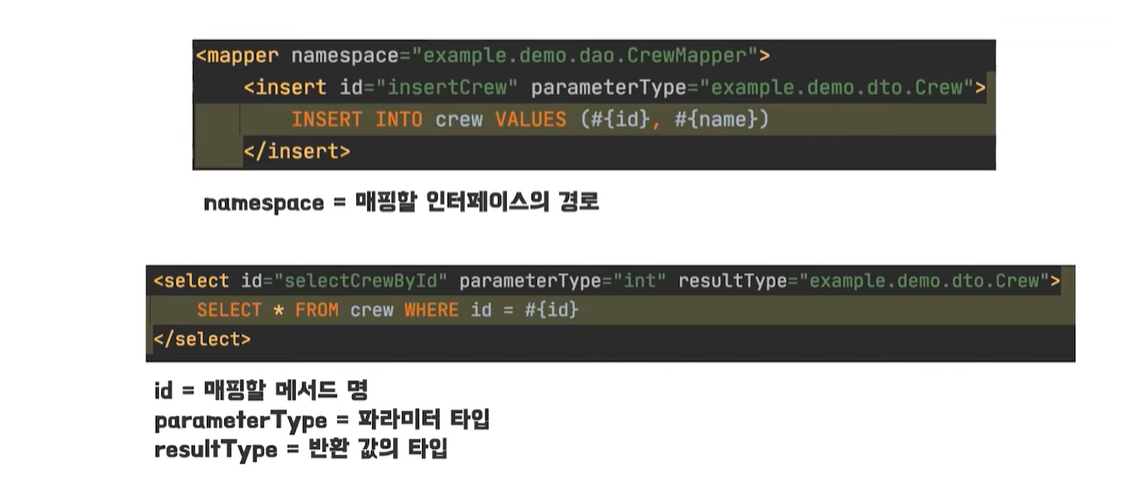 <mapper namespace="example.demo.dao.CrewMapper">
<insert id="insertCrew" parameterType="example.demo.dto.Crew">
INSERT INTO crew VALUES (#{id}, #{name})
</insert>
namespace = 매핑할 인터페이스의 경로
<select id="selectCrewById" parameterType="int" resultType="example.demo.dto.Crew">
SELECT * FROM crew WHERE id = #{id}
</select>
id = 매핑할 메서드 명
parameterType = 파라미터 타입
resultType = 반환 값의 타입